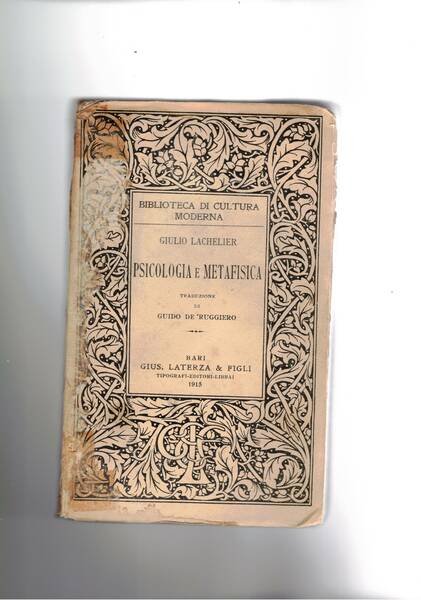 BIBLIOTECA DI CULTURA
MODERNA
GIULIO LACHELIER
PSICOLOGIA E METAFISICA
TRADUZIONE
DI
GUIDO DE RUGGIERO
BARI
GIUS. LATERZA & FIGLI
TIPOGRAFI-EDITORI-LIBRAI
1915